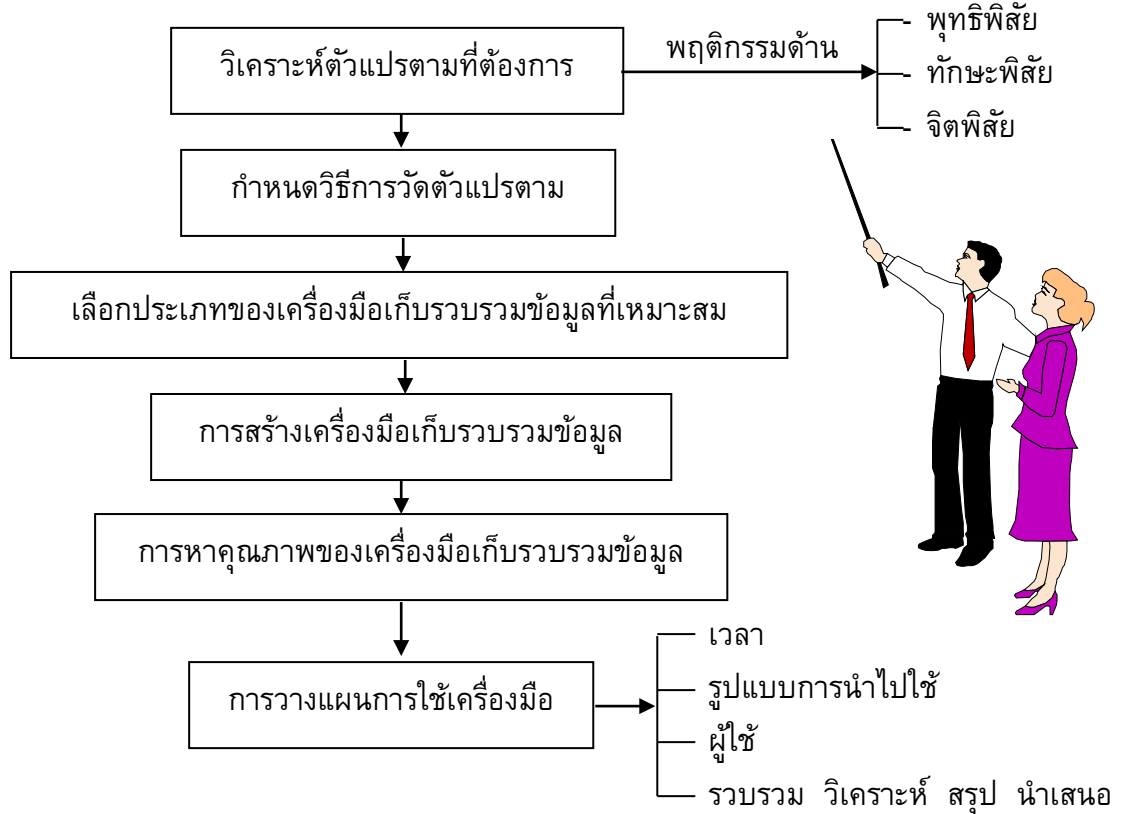 วิเคราะห์ตัวแปรตามที่ต้องการ
พฤติกรรมด้าน
- พุทธิพิสัย
- ทักษะพิสัย
- จิตพิสัย
กำหนดวิธีการวัดตัวแปรตาม
เลือกประเภทของเครื่องมือเก็บรวบรวมข้อมูลที่เหมาะสม
การสร้างเครื่องมือเก็บรวบรวมข้อมูล
การหาคุณภาพของเครื่องมือเก็บรวบรวมข้อมูล
การวางแผนการใช้เครื่องมือ
เวลา
รูปแบบการนำไปใช้
ผู้ใช้
รวบรวม วิเคราะห์ สรุป นำเสนอ